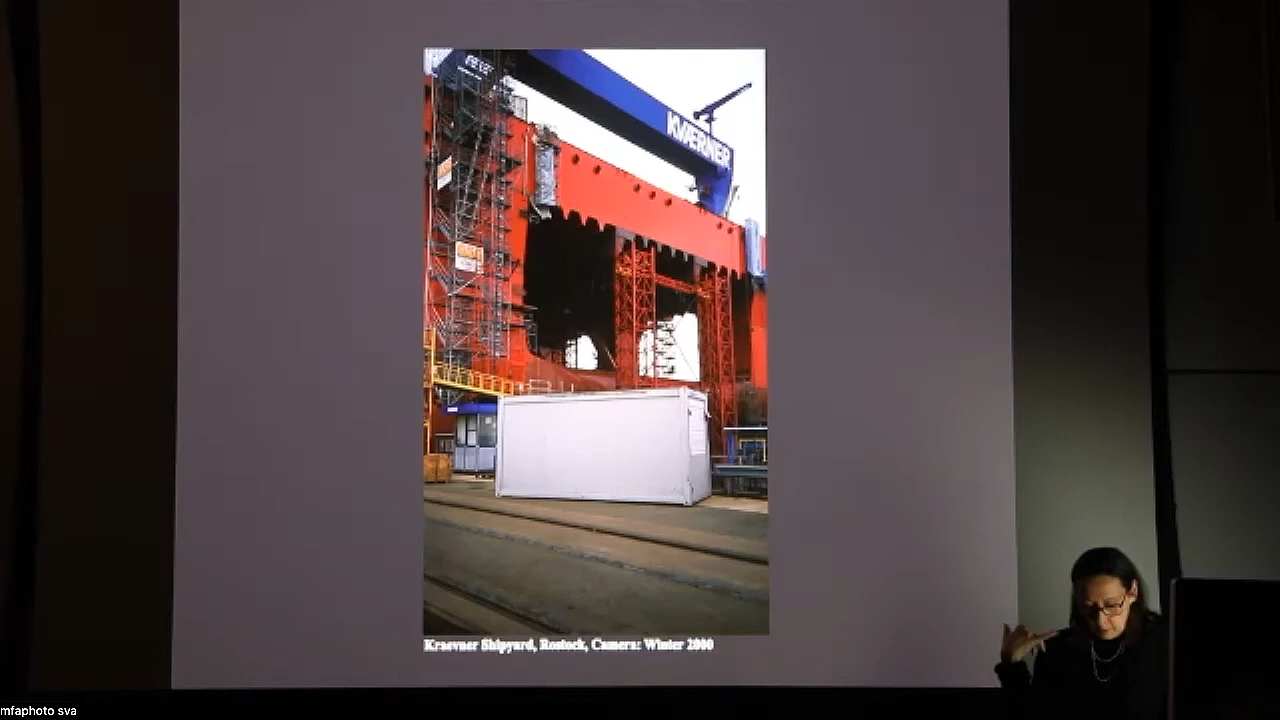 KVÆRNER
Kraevner Shipyard, Rostock, Camera: Winter 2000
mfaphoto sva